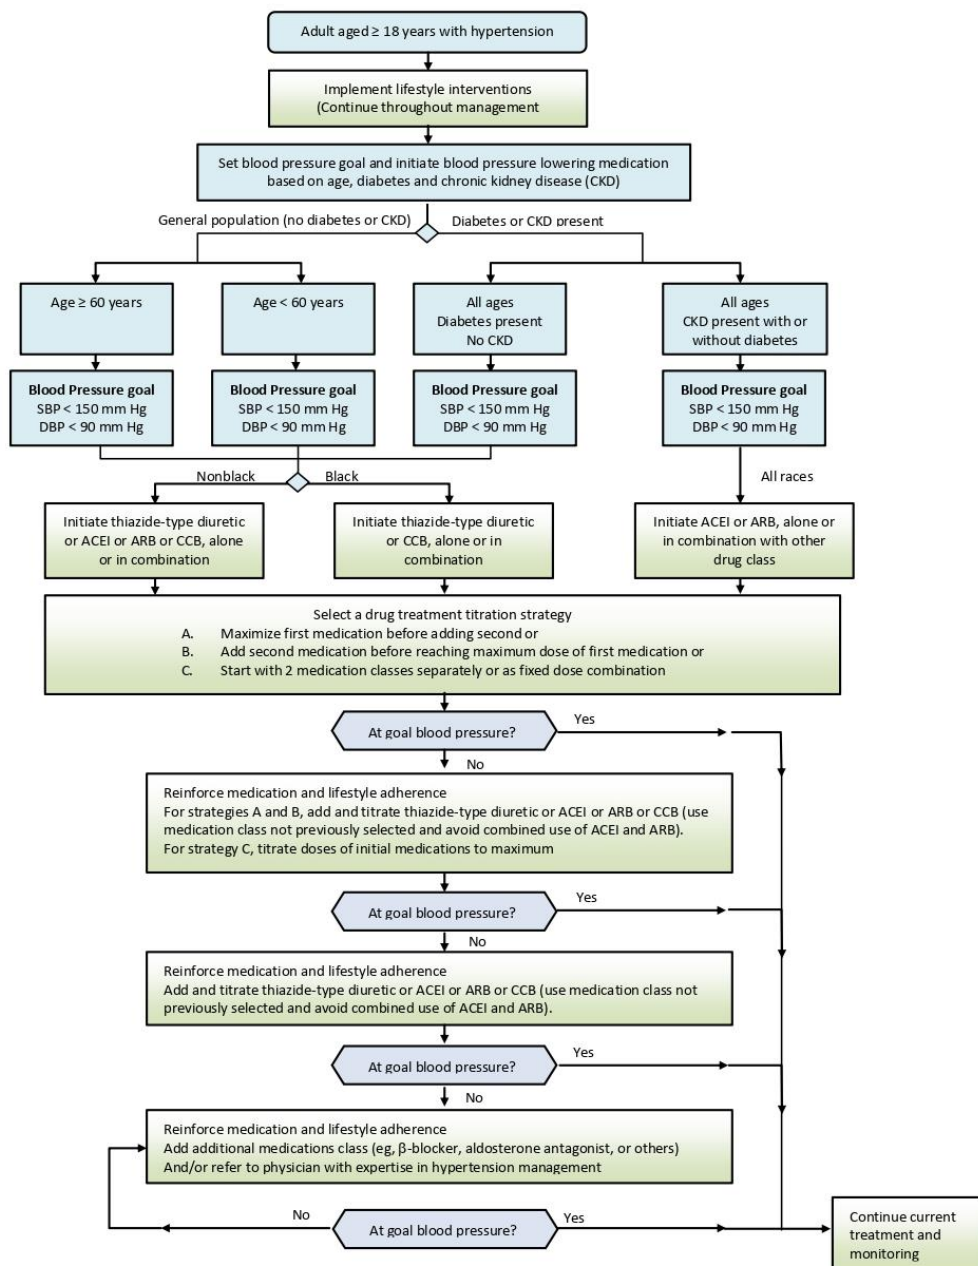 Adult aged ≥ 18 years with hypertension
Implement lifestyle interventions
(Continue throughout management
Set blood pressure goal and initiate blood pressure lowering medication
based on age, diabetes and chronic kidney disease (CKD)
General population (no diabetes or CKD)
Diabetes or CKD present
Age ≥ 60 years
Age < 60 years
All ages
Diabetes present
No CKD
All ages
CKD present with or
without diabetes
Blood Pressure goal
SBP < 150 mm Hg
DBP < 90 mm Hg
Blood Pressure goal
SBP < 150 mm Hg
DBP < 90 mm Hg
Blood Pressure goal
SBP < 150 mm Hg
DBP < 90 mm Hg
Blood Pressure goal
SBP < 150 mm Hg
DBP < 90 mm Hg
Nonblack
Black
All races
Initiate thiazide-type diuretic
or ACEI or ARB or CCB, alone
or in combination
Initiate thiazide-type diuretic
or CCB, alone or in
combination
Initiate ACEI or ARB, alone or
in combination with other
drug class
Select a drug treatment titration strategy
A. Maximize first medication before adding second or
B. Add second medication before reaching maximum dose of first medication or
C. Start with 2 medication classes separately or as fixed dose combination
At goal blood pressure?
Yes
No
Reinforce medication and lifestyle adherence
For strategies A and B, add and titrate thiazide-type diuretic or ACEI or ARB or CCB (use
medication class not previously selected and avoid combined use of ACEI and ARB).
For strategy C, titrate doses of initial medications to maximum
At goal blood pressure?
Yes
No
Reinforce medication and lifestyle adherence
Add and titrate thiazide-type diuretic or ACEI or ARB or CCB (use medication class not
previously selected and avoid combined use of ACEI and ARB).
At goal blood pressure?
Yes
No
Reinforce medication and lifestyle adherence
Add additional medications class (eg, β-blocker, aldosterone antagonist, or others)
And/or refer to physician with expertise in hypertension management
No
At goal blood pressure?
Yes
Continue current
treatment and
monitoring